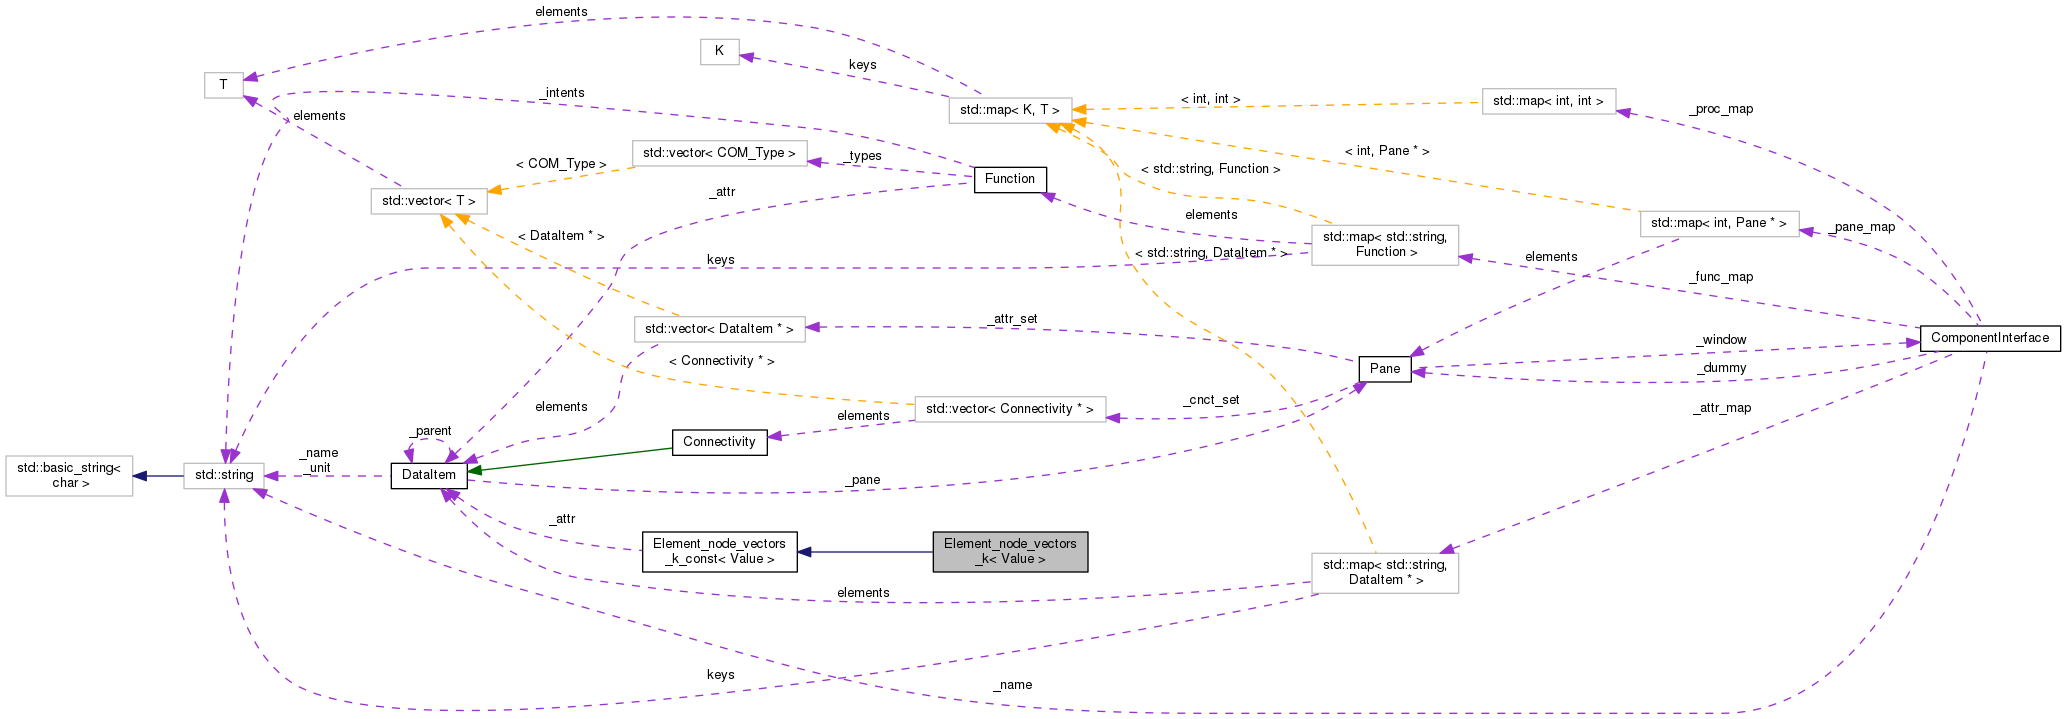 elements
K
keys
T
_intents
std::map< K, T >
< int, int >
std::map< int, int >
_proc_map
elements
std::vector< COM_Type >
_types
< COM_Type >
< int, Pane * >
< std::string, Function >
Function
_attr
std::vector< T >
elements
std::map< int, Pane * >
_pane_map
< DataItem * >
std::map< std::string,
Function >
keys
< std::string, DataItem * >
elements
_func_map
_attr_set
std::vector< DataItem * >
_window
ComponentInterface
< Connectivity * >
Pane
_dummy
elements
_cnct_set
std::vector< Connectivity * >
_attr_map
elements
_parent
Connectivity
_name
_unit
std::basic_string<
char >
std::string
DataItem
_pane
_attr
Element_node_vectors
_k_const< Value >
Element_node_vectors
_k< Value >
std::map< std::string,
DataItem * >
elements
keys
_name